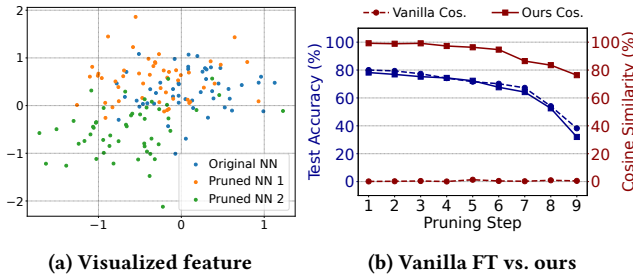 2
1
0
−1
−2
−1
0
1
Original NN
Pruned NN 1
Pruned NN 2
(a) Visualized feature
Vanilla Cos.
Ours Cos.
Test Accuracy (%)
100
80
60
40
20
0
100
80
60
40
20
0
Cosine Similarity (%)
1 2 3 4 5 6 7 8 9
Pruning Step
(b) Vanilla FT vs. ours